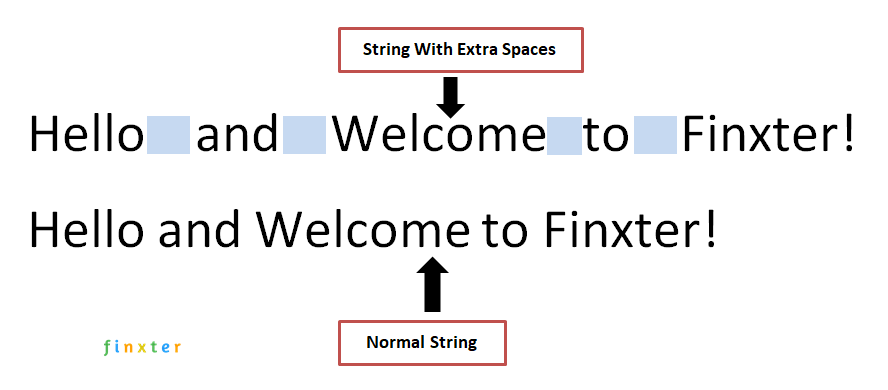 String With Extra Spaces
Hello and Welcome to Finxter!
Hello and Welcome to Finxter!
Normal String
finxter